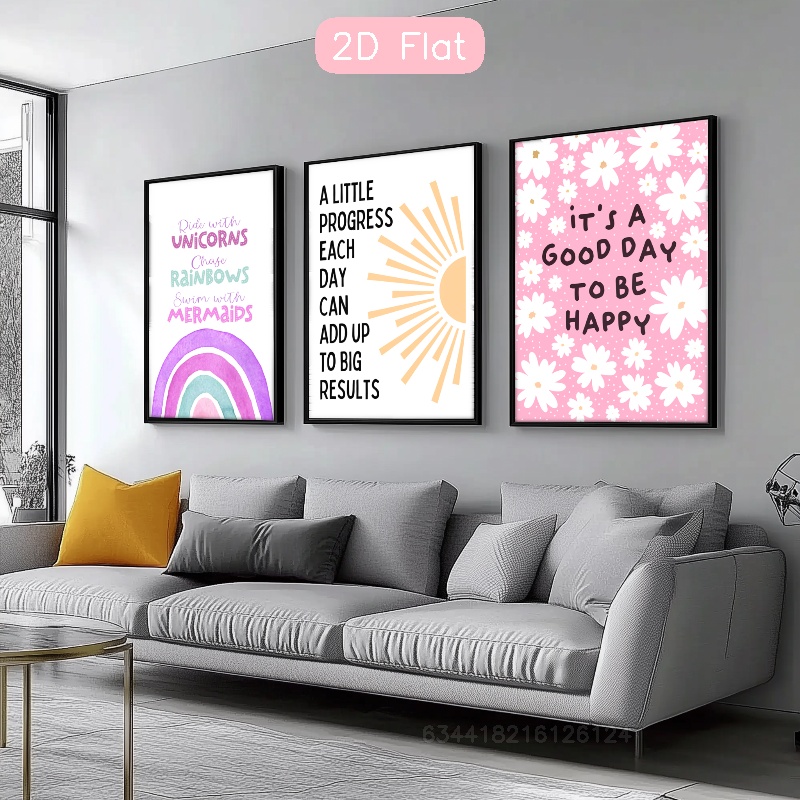 2D Flat
Ride with
UNiCORNS
Chase
RAiNBOWS
Swim with
MERMAiDS
A LITTLE
PROGRESS
EACH
DAY
CAN
ADD UP
TO BIG
RESULTS
iT'S A
GOOD DAY
TO BE
HAPPY
634418216126124